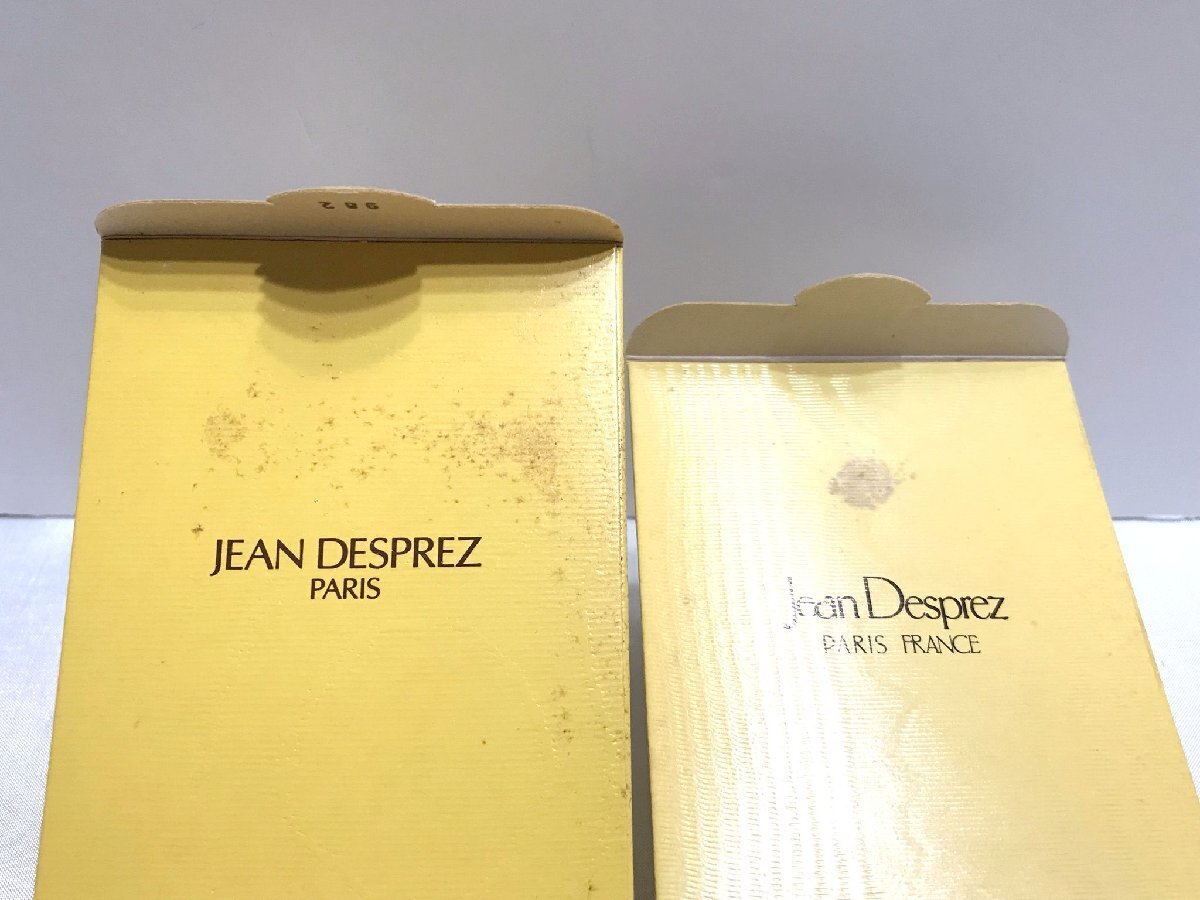 JEAN DESPREZ
PARIS
Jean Desprez
PARIS FRANCE